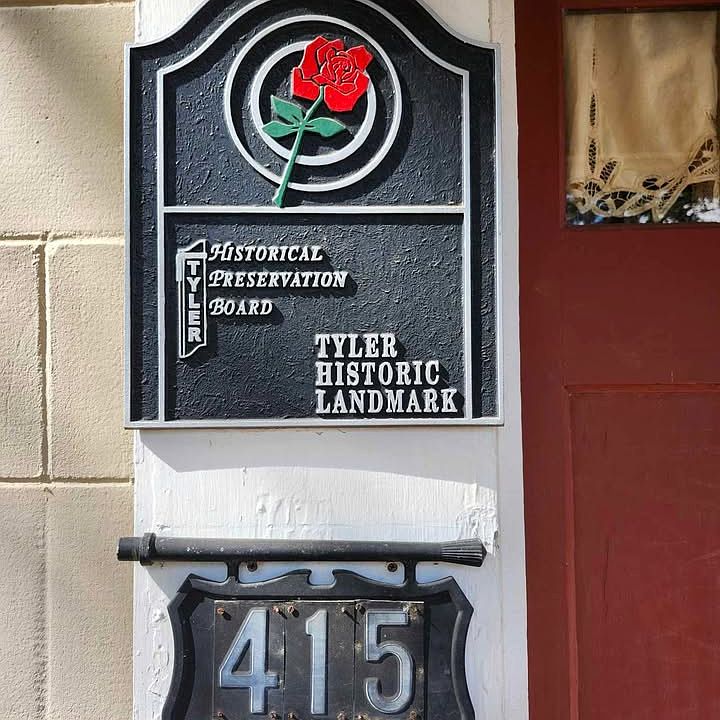 TYLER
HISTORICAL
PRESERVATION
BOARD
TYLER
HISTORIC
LANDMARK
415